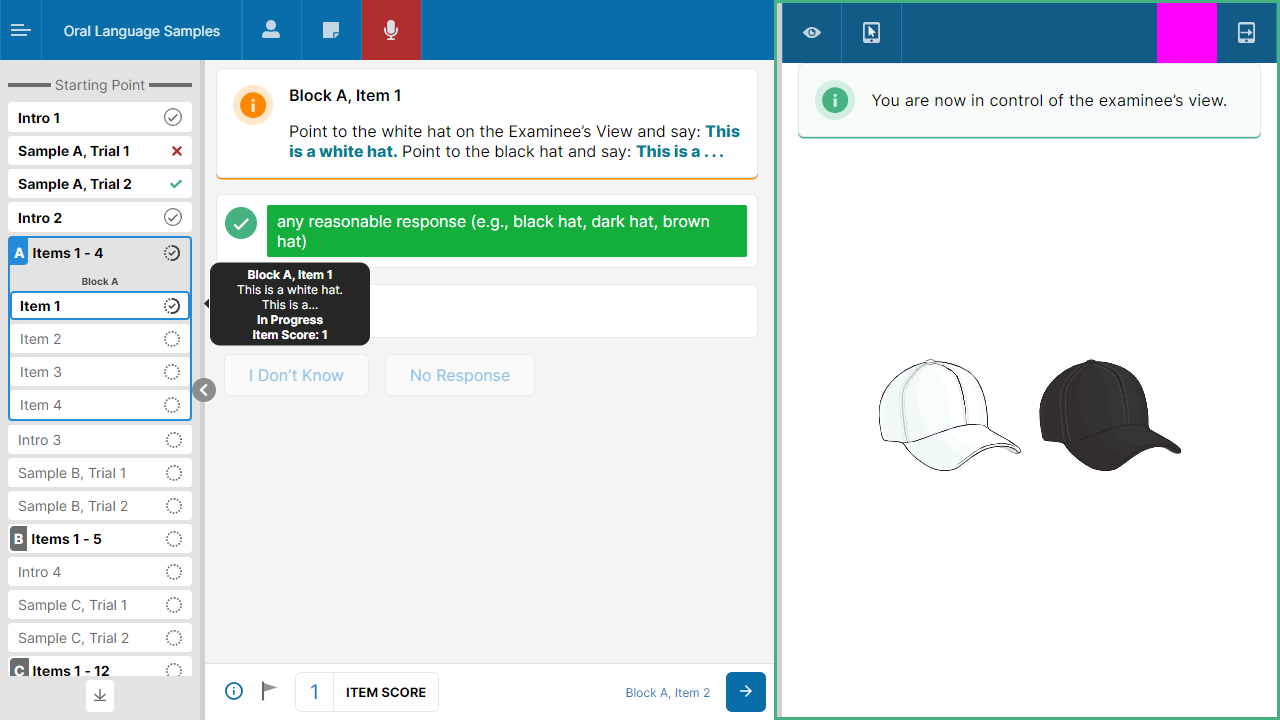 Oral Language Samples
Starting Point
Intro 1
Sample A, Trial 1
Sample A, Trial 2
Intro 2
A Items 1 - 4
Block A
Item 1
Item 2
Item 3
Item 4
Intro 3
Sample B, Trial 1
Sample B, Trial 2
B Items 1 - 5
Intro 4
Sample C, Trial 1
Sample C, Trial 2
C Items 1 - 12
Block A, Item 1
Point to the white hat on the Examinee's View and say: This
is a white hat. Point to the black hat and say: This is a . . .
any reasonable response (e.g., black hat, dark hat, brown
hat)
Block A, Item 1
This is a white hat.
This is a...
In Progress
Item Score: 1
I Don't Know
No Response
1 ITEM SCORE
Block A, Item 2
You are now in control of the examinee's view.